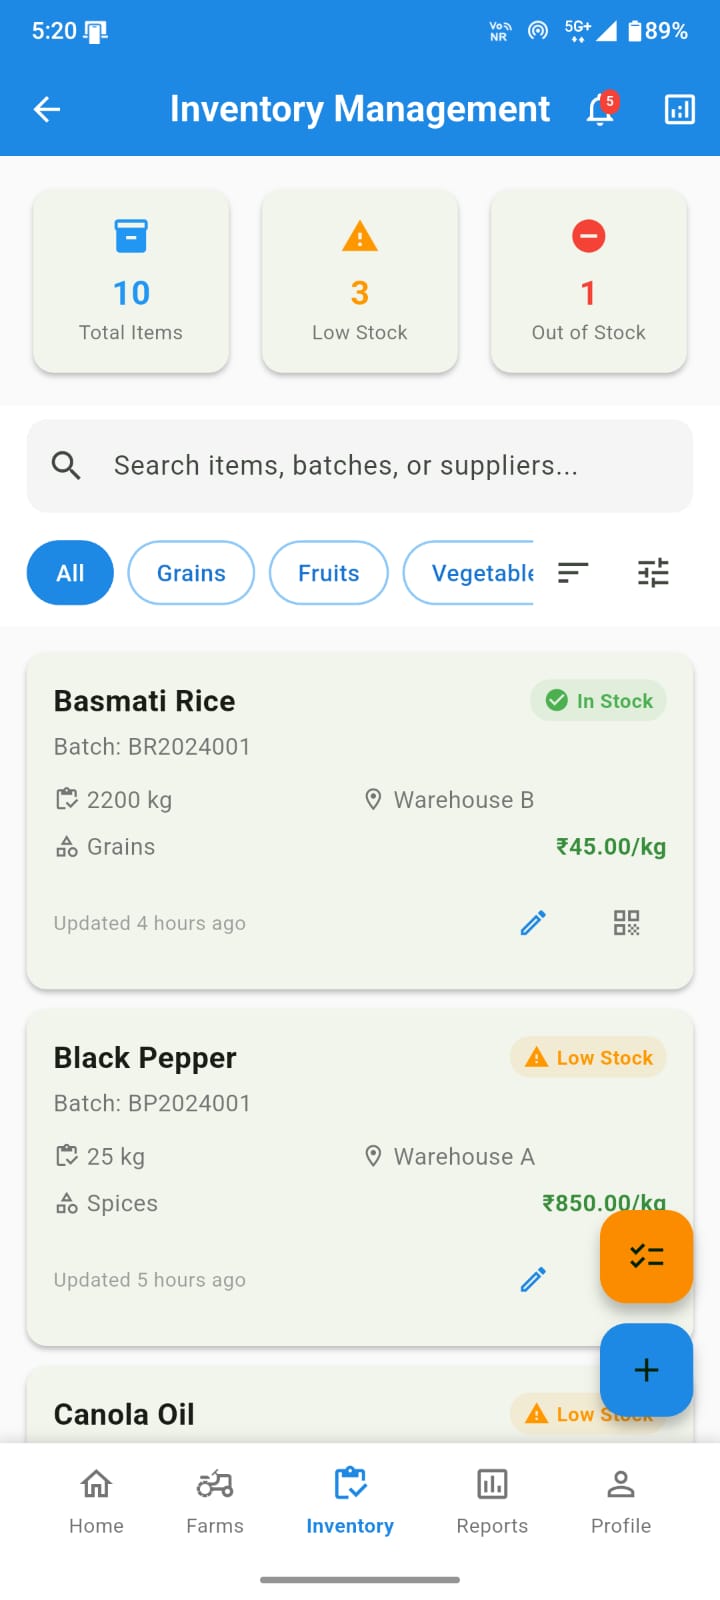 5:20 VoNR 5G+ 89%
Inventory Management 5
10 3 1
Total Items Low Stock Out of Stock
Search items, batches, or suppliers...
All Grains Fruits Vegetable
Basmati Rice In Stock
Batch: BR2024001
2200 kg Warehouse B
Grains ₹45.00/kg
Updated 4 hours ago
Black Pepper Low Stock
Batch: BP2024001
25 kg Warehouse A
Spices ₹850.00/kg
Updated 5 hours ago
Canola Oil Low Stock
Home Farms Inventory Reports Profile